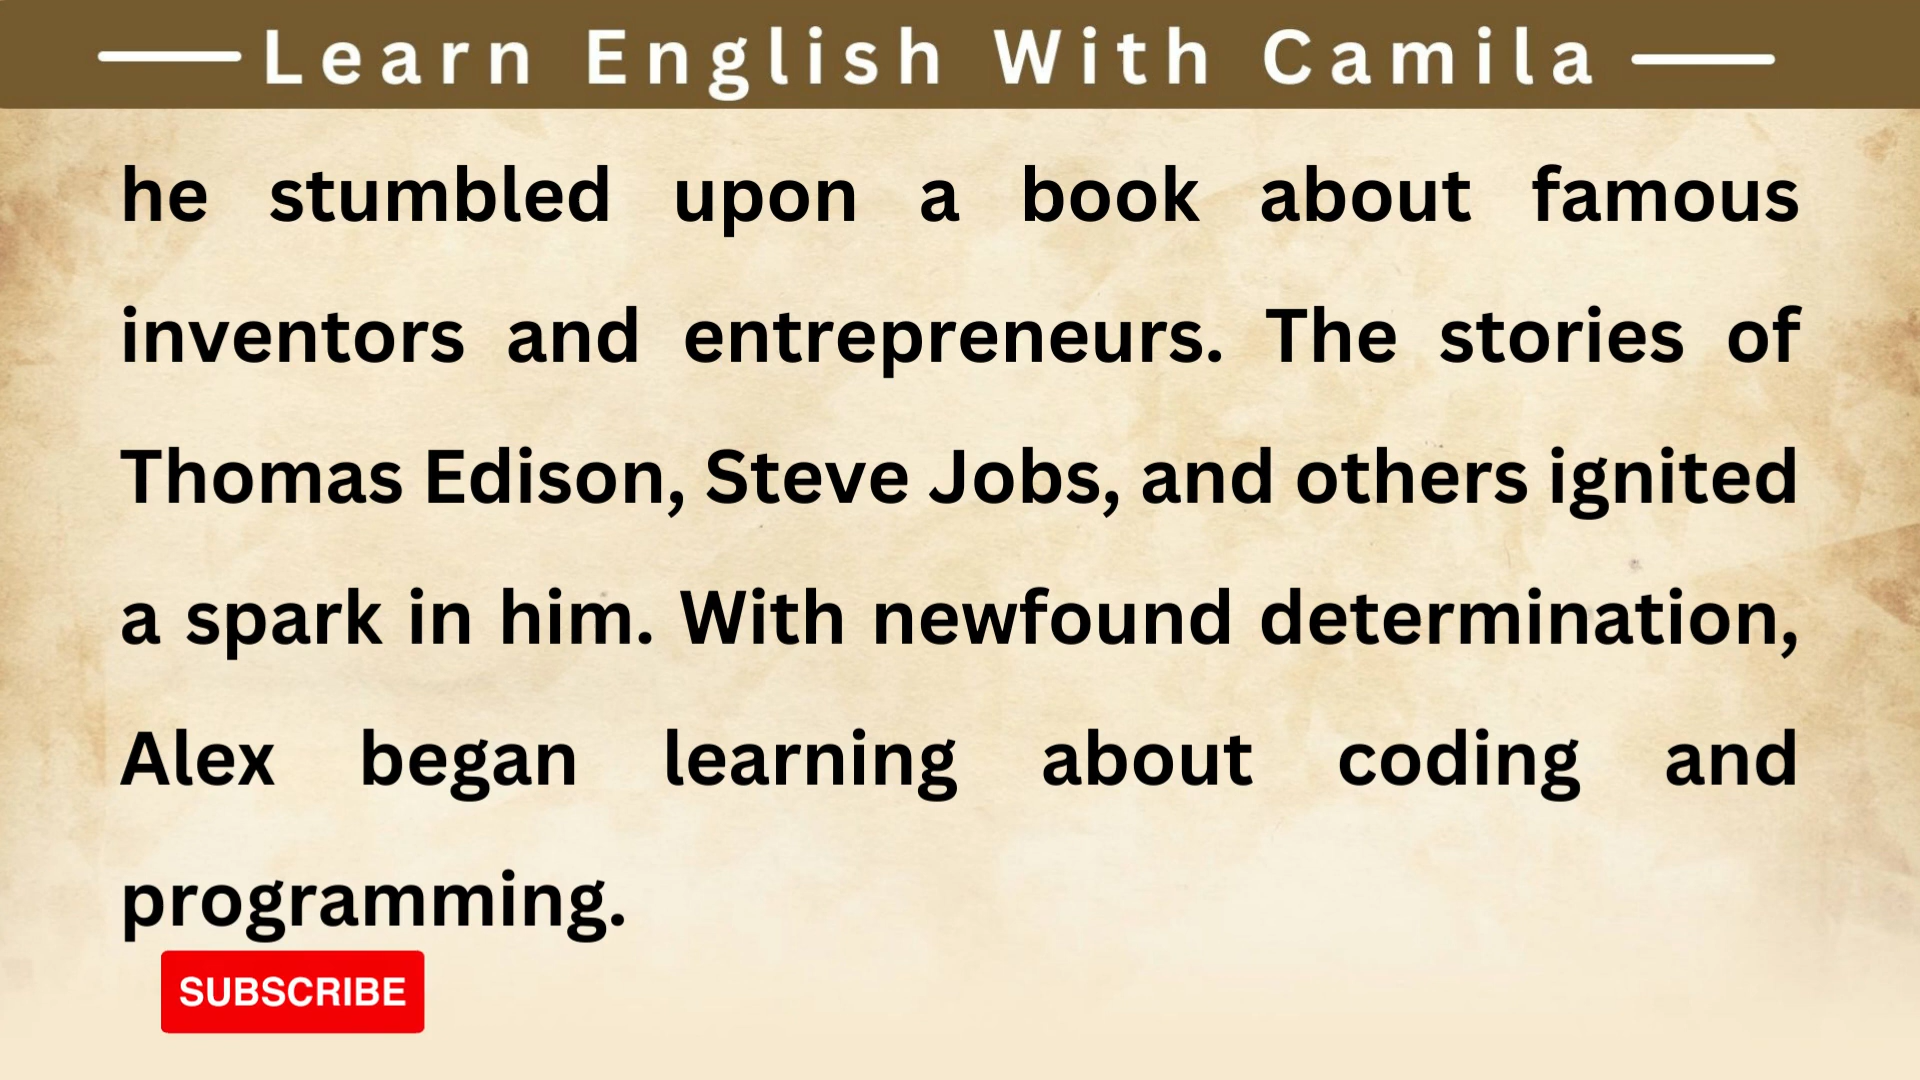 Learn English With Camila
he stumbled upon a book about famous
inventors and entrepreneurs. The stories of
Thomas Edison, Steve Jobs, and others ignited
a spark in him. With newfound determination,
Alex began learning about coding and
programming.
SUBSCRIBE